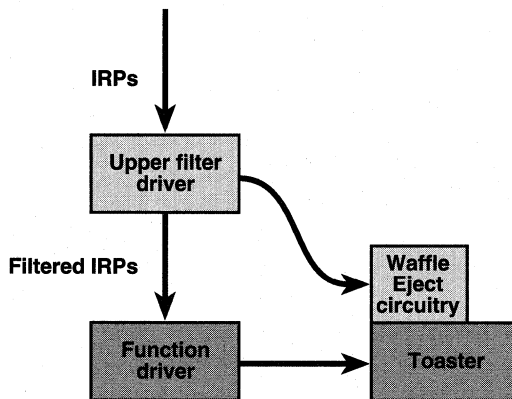 IRPs
Upper filter
driver
Filtered IRPs
Waffle
Eject
circuitry
Function
driver
Toaster